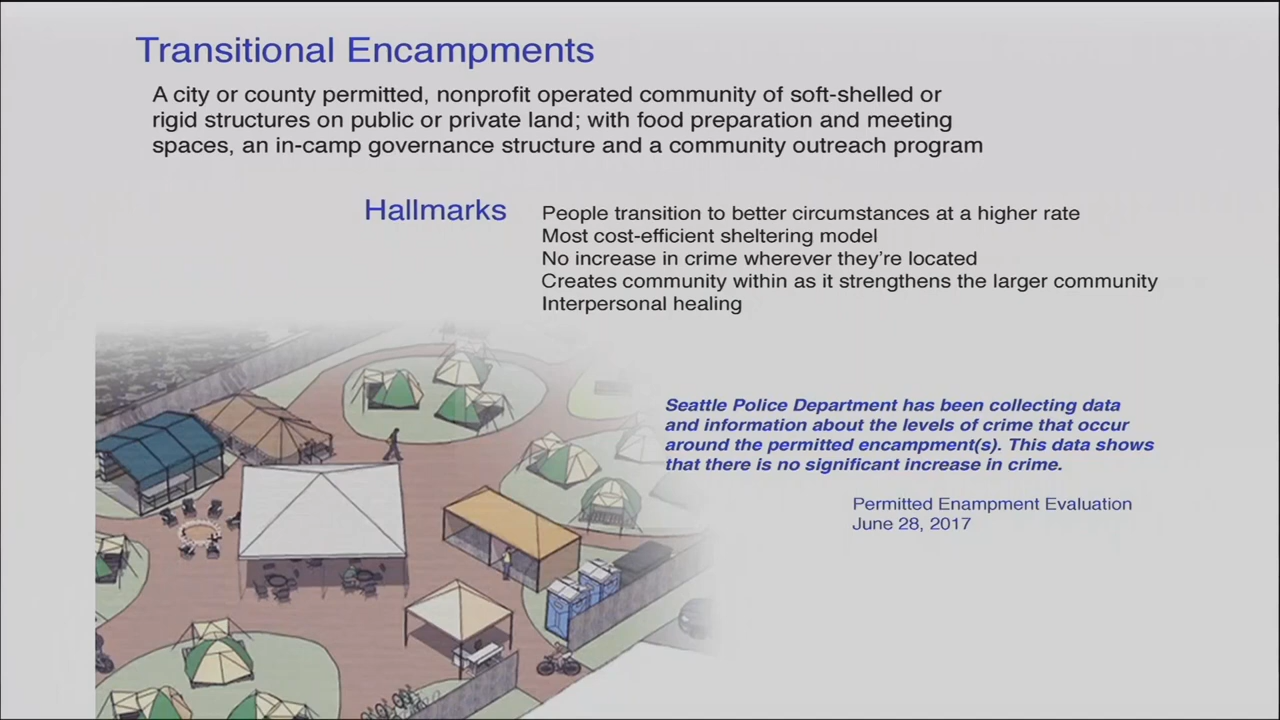 Transitional Encampments
A city or county permitted, nonprofit operated community of soft-shelled or
rigid structures on public or private land; with food preparation and meeting
spaces, an in-camp governance structure and a community outreach program
Hallmarks
People transition to better circumstances at a higher rate
Most cost-efficient sheltering model
No increase in crime wherever they're located
Creates community within as it strengthens the larger community
Interpersonal healing
Seattle Police Department has been collecting data
and information about the levels of crime that occur
around the permitted encampment(s). This data shows
that there is no significant increase in crime.
Permitted Enampment Evaluation
June 28, 2017